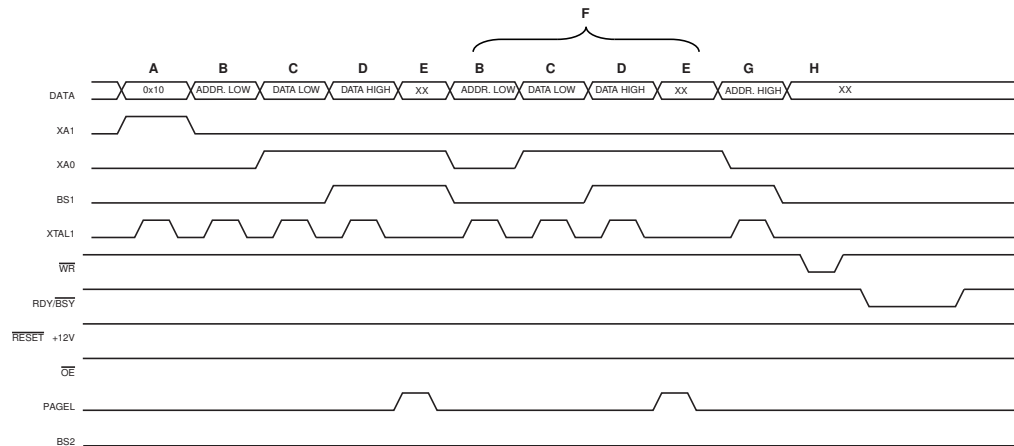 F
A B C D E B C D E G H
DATA 0x10 ADDR. LOW DATA LOW DATA HIGH XX ADDR. LOW DATA LOW DATA HIGH XX ADDR. HIGH XX
XA1
XA0
BS1
XTAL1
WR
RDY/BSY
RESET +12V
OE
PAGEL
BS2